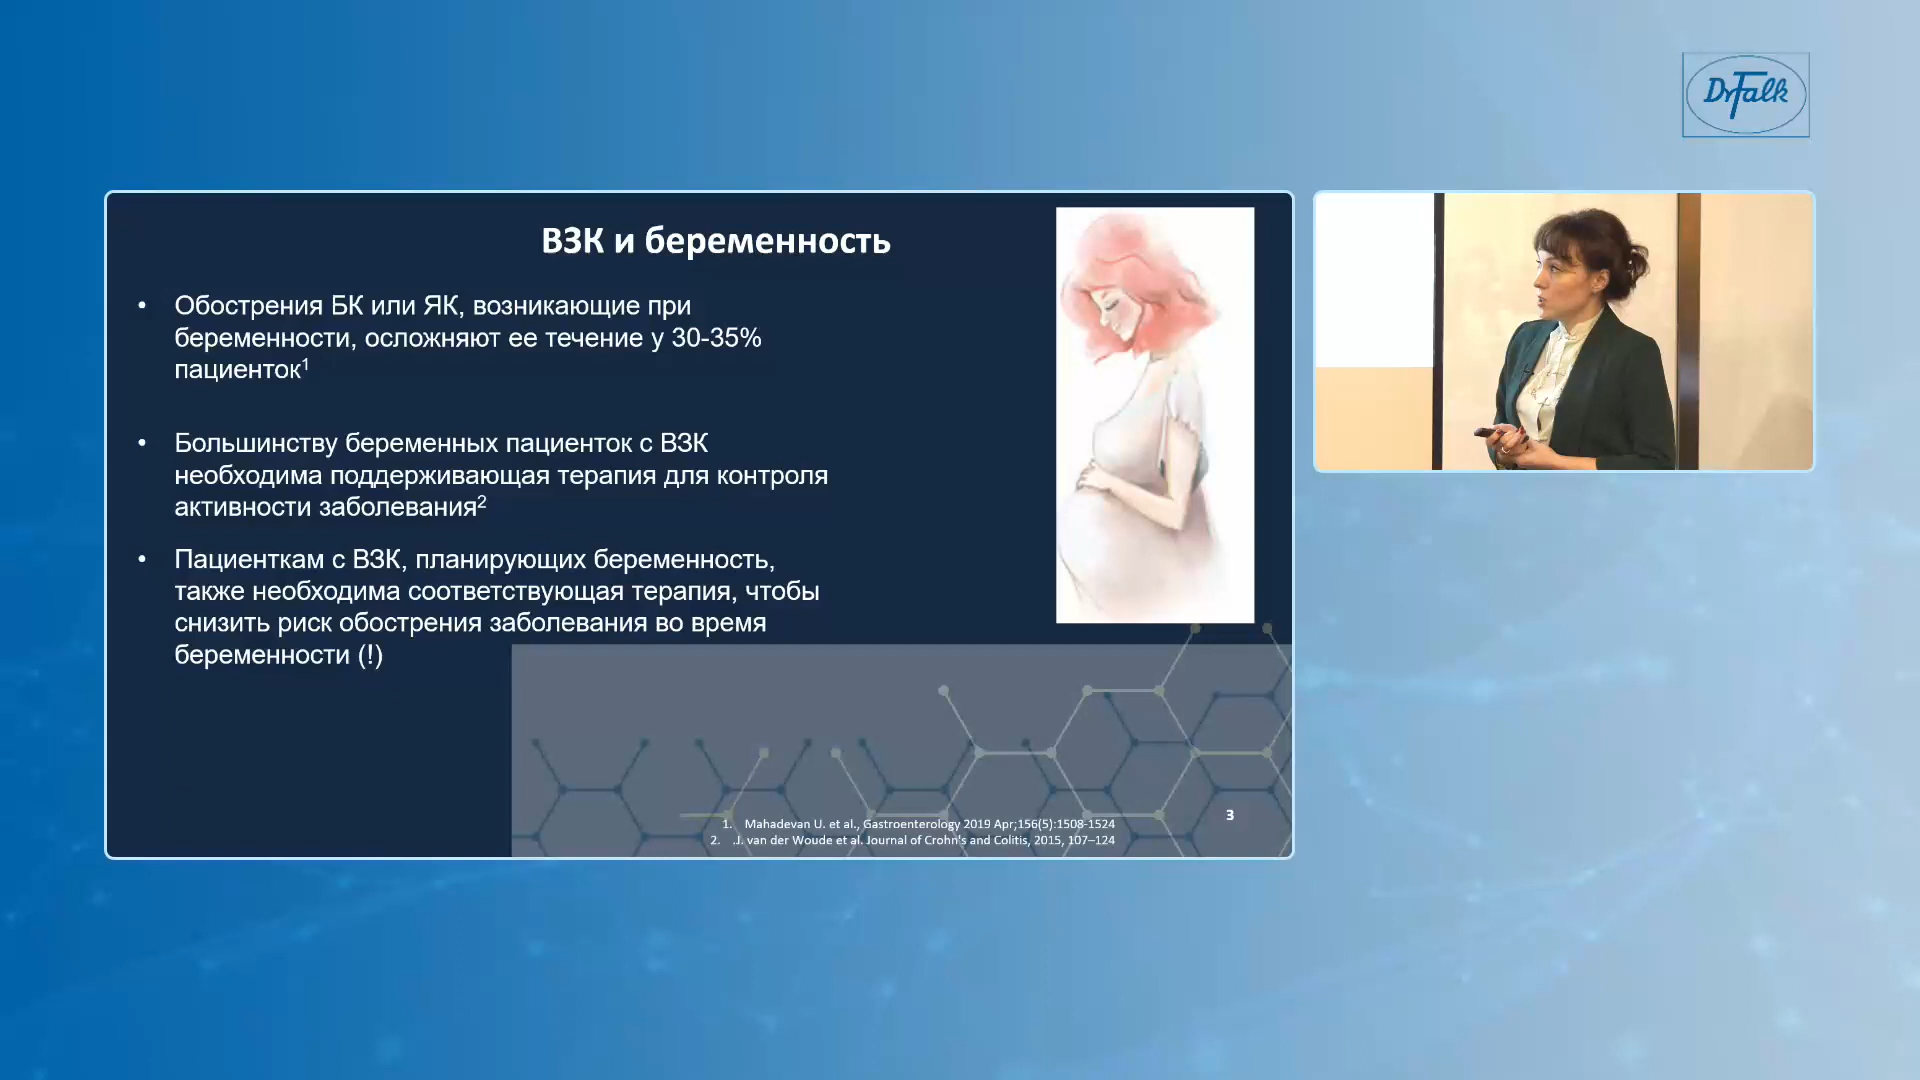 Dr Falk
ВЗК и беременность
• Обострения БК или ЯК, возникающие при
беременности, осложняют ее течение у 30-35%
пациенток¹
• Большинству беременных пациенток с ВЗК
необходима поддерживающая терапия для контроля
активности заболевания²
• Пациенткам с ВЗК, планирующих беременность,
также необходима соответствующая терапия, чтобы
снизить риск обострения заболевания во время
беременности (!)
3
1. Mahadevan U. et al., Gastroenterology 2019 Apr;156(5):1508-1524
2. .J. van der Woude et al. Journal of Crohn's and Colitis, 2015, 107–124